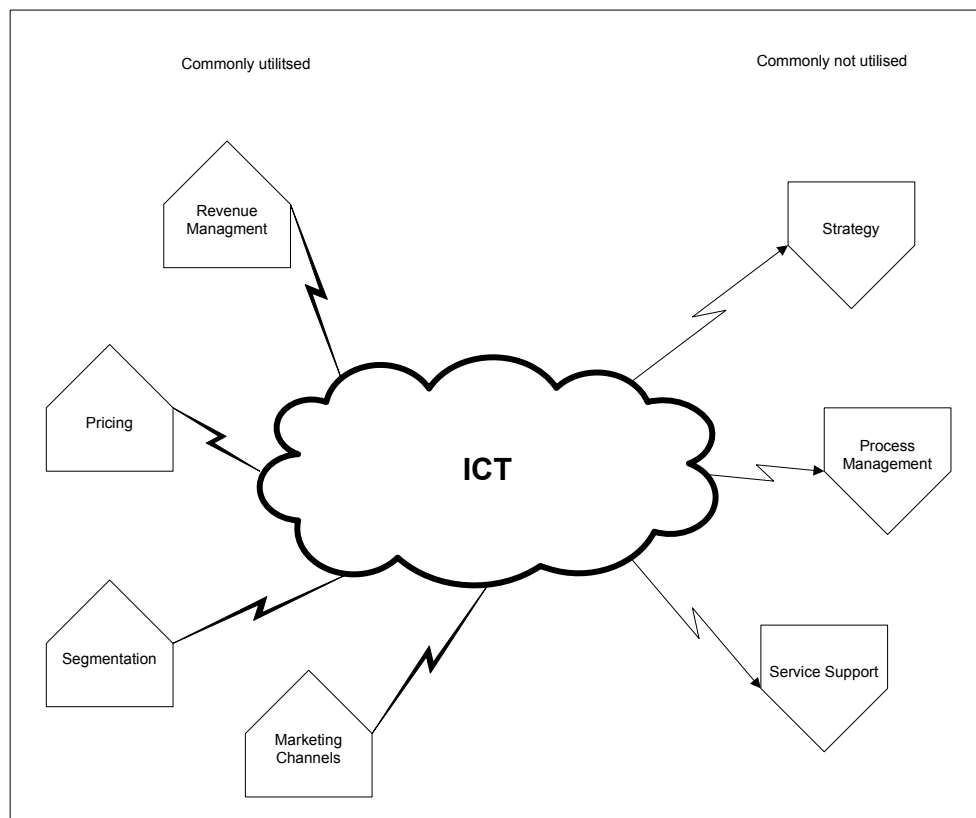 Commonly utilitsed
Commonly not utilised
Revenue
Managment
Strategy
Pricing
ICT
Process
Management
Segmentation
Service Support
Marketing
Channels